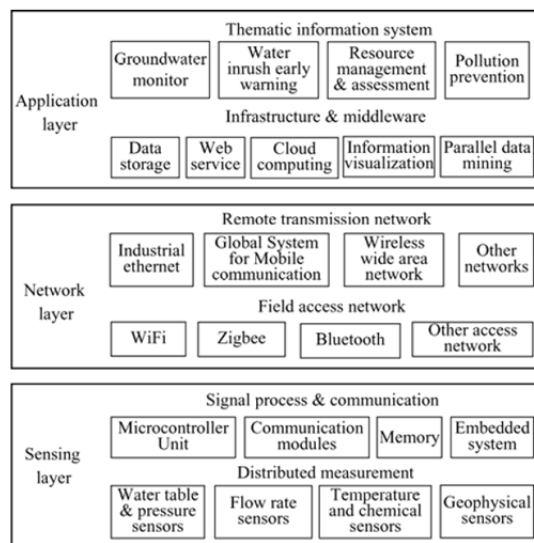 Application
layer
Thematic information system
Groundwater
monitor
Water
inrush early
warning
Resource
management
& assessment
Pollution
prevention
Infrastructure & middleware
Data
storage
Web
service
Cloud
computing
Information
visualization
Parallel data
mining
Network
layer
Remote transmission network
Industrial
ethernet
Global System
for Mobile
communication
Wireless
wide area
network
Other
networks
Field access network
WiFi
Zigbee
Bluetooth
Other access
network
Sensing
layer
Signal process & communication
Microcontroller
Unit
Communication
modules
Memory
Embedded
system
Distributed measurement
Water table
& pressure
sensors
Flow rate
sensors
Temperature
and chemical
sensors
Geophysical
sensors